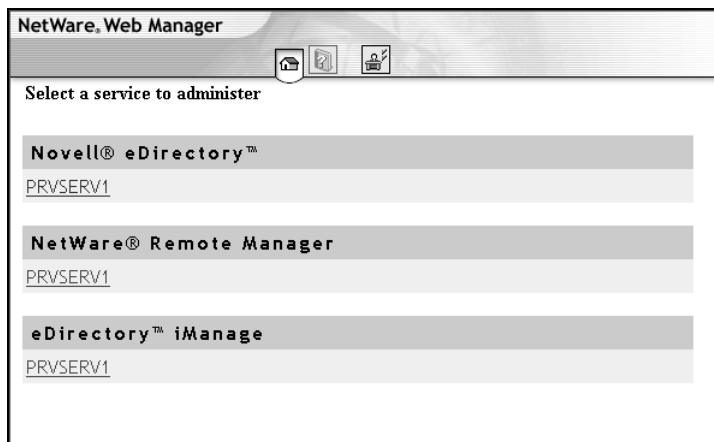 NetWare® Web Manager
Select a service to administer
Novell® eDirectory™
PRVSERV1
NetWare® Remote Manager
PRVSERV1
eDirectory™ iManage
PRVSERV1